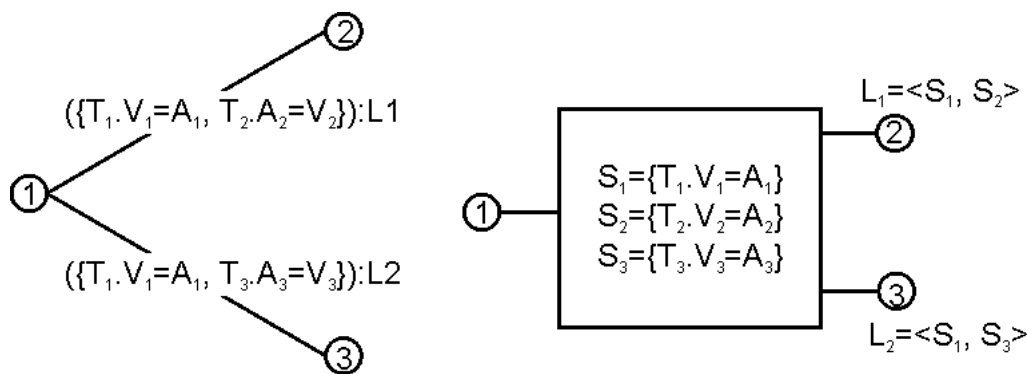 2
({T₁.V₁=A₁, T₂.A₂=V₂}):L1
1
({T₁.V₁=A₁, T₃.A₃=V₃}):L2
3
L₁=<S₁, S₂>
2
S₁={T₁.V₁=A₁}
1
S₂={T₂.V₂=A₂}
S₃={T₃.V₃=A₃}
3
L₂=<S₁, S₃>